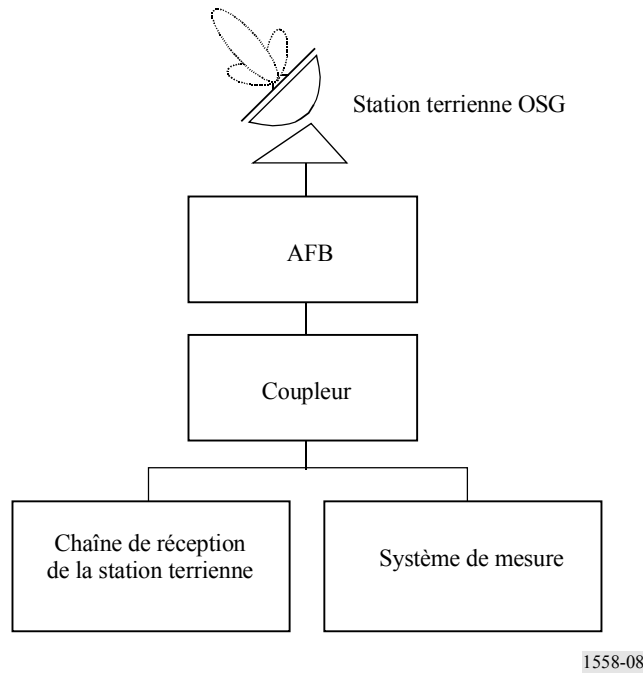 Station terrienne OSG
AFB
Coupleur
Chaîne de réception
de la station terrienne
Système de mesure
1558-08